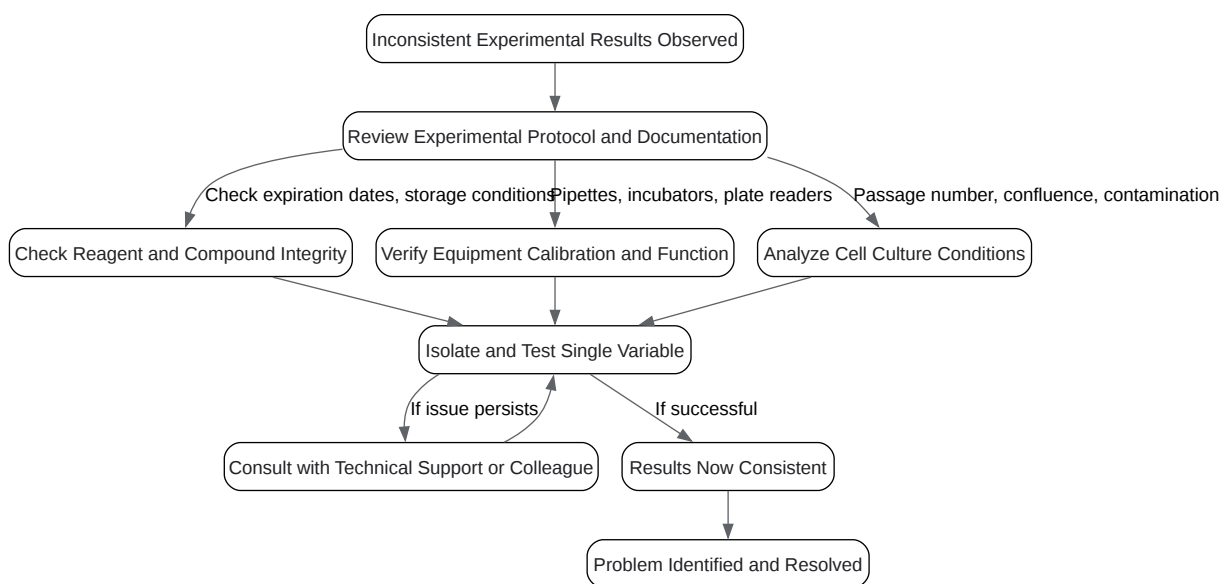 Inconsistent Experimental Results Observed
Review Experimental Protocol and Documentation
Check expiration dates, storage conditions
Pipettes, incubators, plate readers
Passage number, confluence, contamination
Check Reagent and Compound Integrity
Verify Equipment Calibration and Function
Analyze Cell Culture Conditions
Isolate and Test Single Variable
If issue persists
If successful
Consult with Technical Support or Colleague
Results Now Consistent
Problem Identified and Resolved